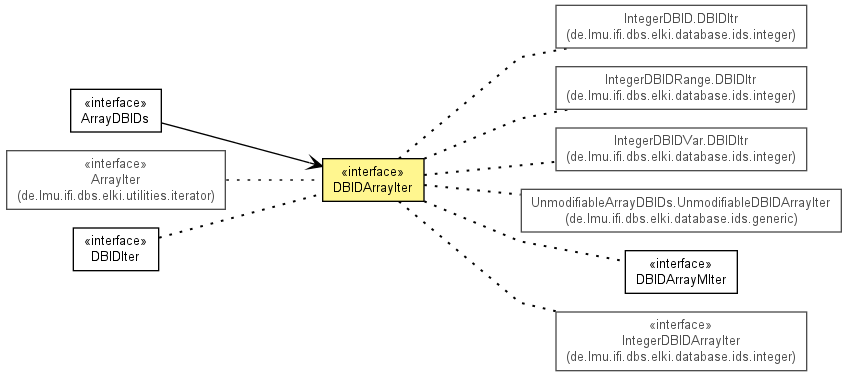 «interface»
ArrayDBIDs
«interface»
ArrayIter
(de.lmu.ifi.dbs.elki.utilities.iterator)
«interface»
DBIDIter
«interface»
DBIDArrayIter
IntegerDBID.DBIDItr
(de.lmu.ifi.dbs.elki.database.ids.integer)
IntegerDBIDRange.DBIDItr
(de.lmu.ifi.dbs.elki.database.ids.integer)
IntegerDBIDVar.DBIDItr
(de.lmu.ifi.dbs.elki.database.ids.integer)
UnmodifiableArrayDBIDs.UnmodifiableDBIDArrayIter
(de.lmu.ifi.dbs.elki.database.ids.generic)
«interface»
DBIDArrayMIter
«interface»
IntegerDBIDArrayIter
(de.lmu.ifi.dbs.elki.database.ids.integer)